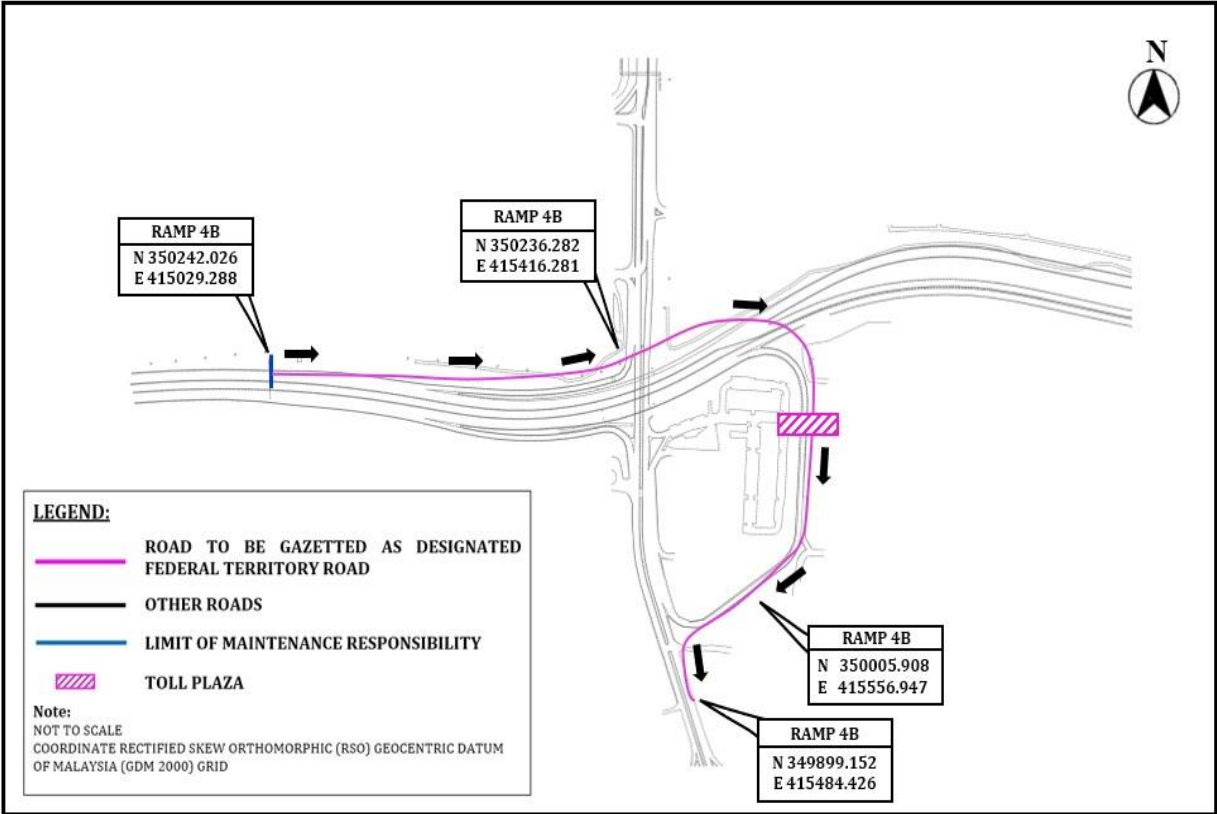 N
RAMP 4B
N 350242.026
E 415029.288
RAMP 4B
N 350236.282
E 415416.281
LEGEND:
ROAD TO BE GAZETTED AS DESIGNATED
FEDERAL TERRITORY ROAD
OTHER ROADS
LIMIT OF MAINTENANCE RESPONSIBILITY
TOLL PLAZA
Note:
NOT TO SCALE
COORDINATE RECTIFIED SKEW ORTHOMORPHIC (RSO) GEOCENTRIC DATUM
OF MALAYSIA (GDM 2000) GRID
RAMP 4B
N 350005.908
E 415556.947
RAMP 4B
N 349899.152
E 415484.426